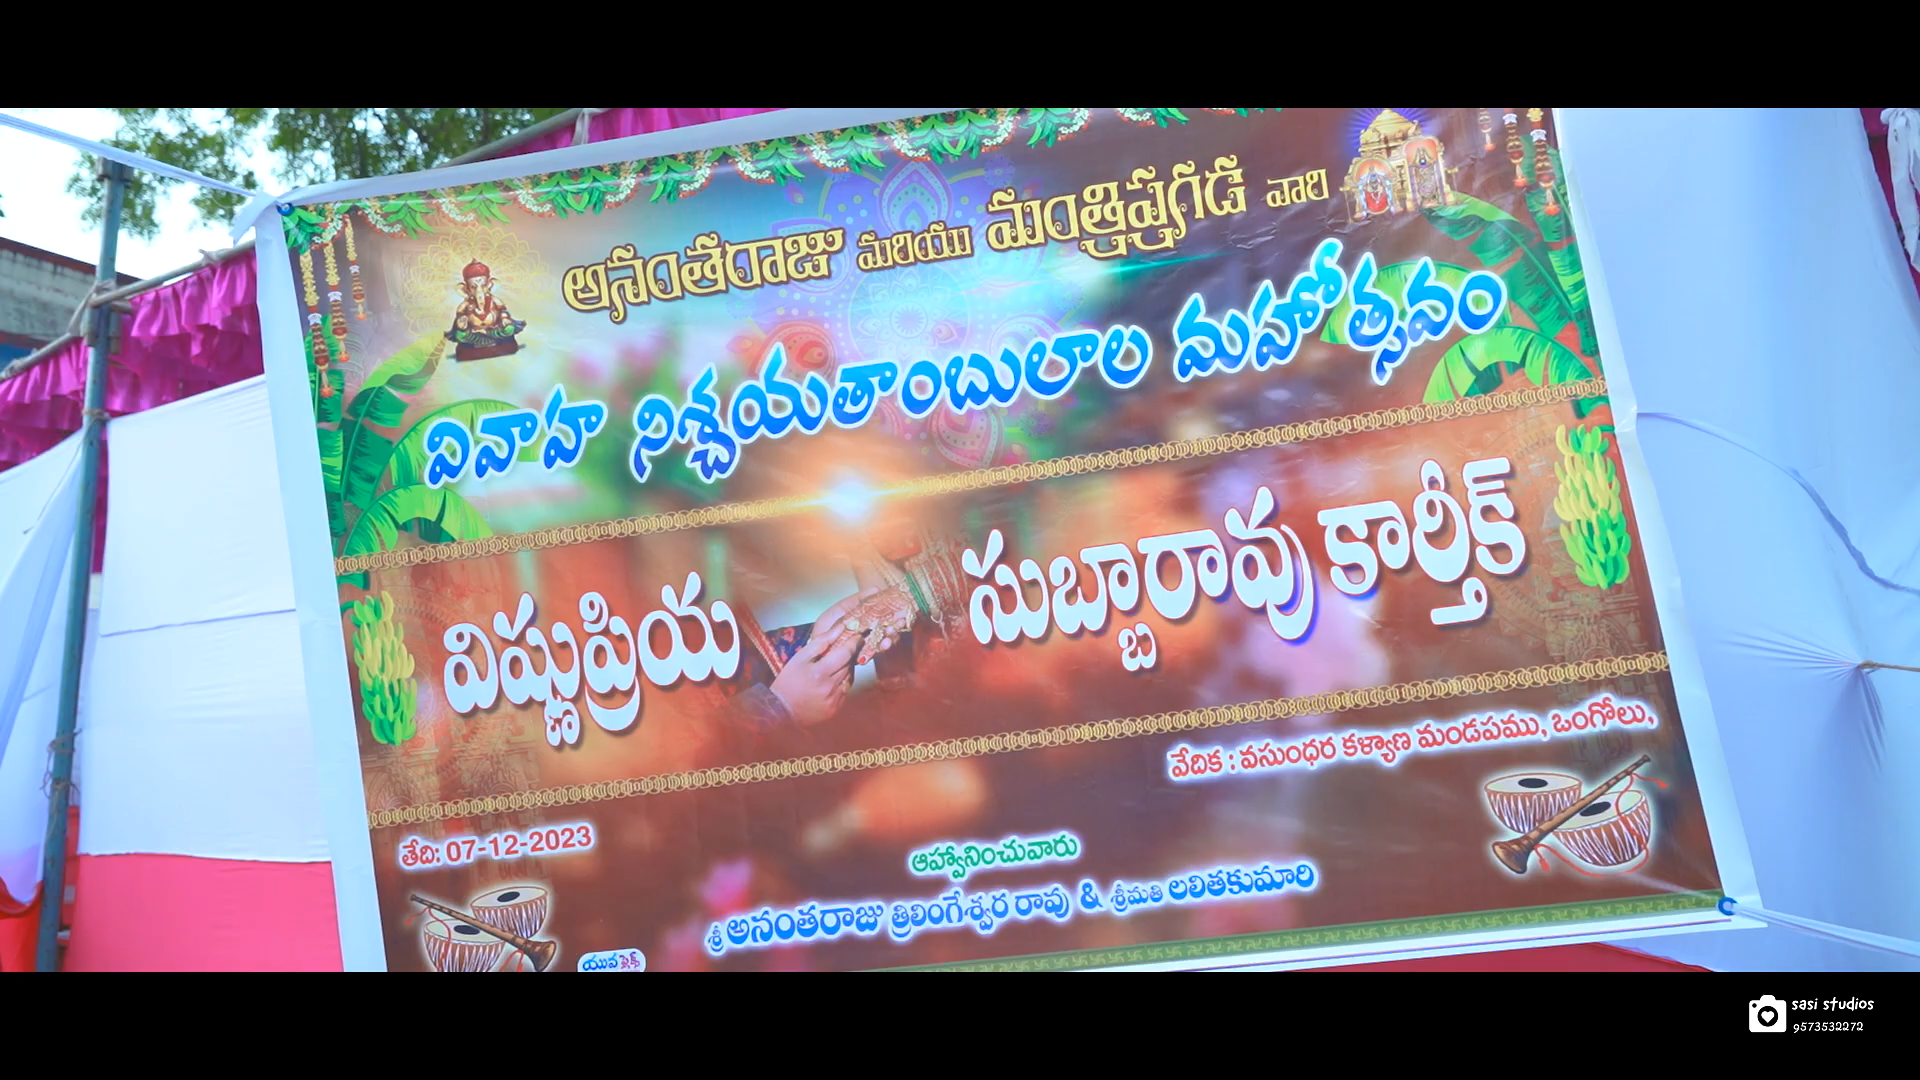 అనంతరాజు మరియు మంత్రిప్రగడ వారి
వివాహ నిశ్చయతాంబులాల మహోత్సవం
విష్ణుప్రియ
సుబ్బారావు కార్తీక్
వేదిక : వసుంధర కళ్యాణ మండపము, ఒంగోలు,
తేది: 07-12-2023
ఆహ్వానించువారు
శ్రీ అనంతరాజు త్రిలింగేశ్వర రావు & శ్రీమతి లలితకుమారి
యువ ఫ్లెక్స్
sasi studios
9573532272